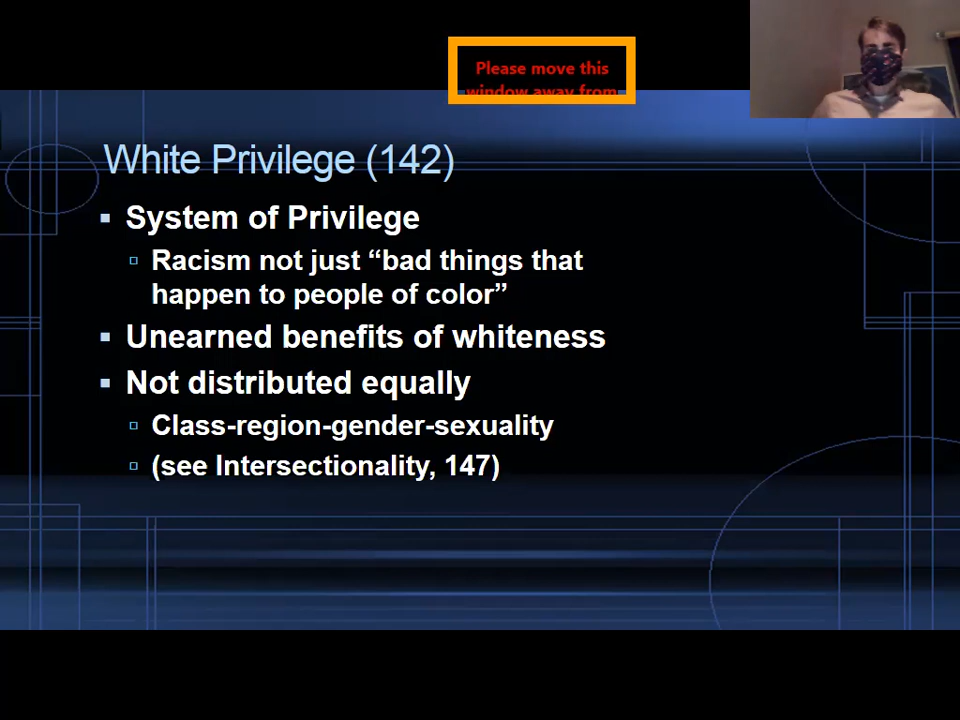 Please move this
window away from
White Privilege (142)
System of Privilege
Racism not just “bad things that
happen to people of color”
Unearned benefits of whiteness
Not distributed equally
Class-region-gender-sexuality
(see Intersectionality, 147)